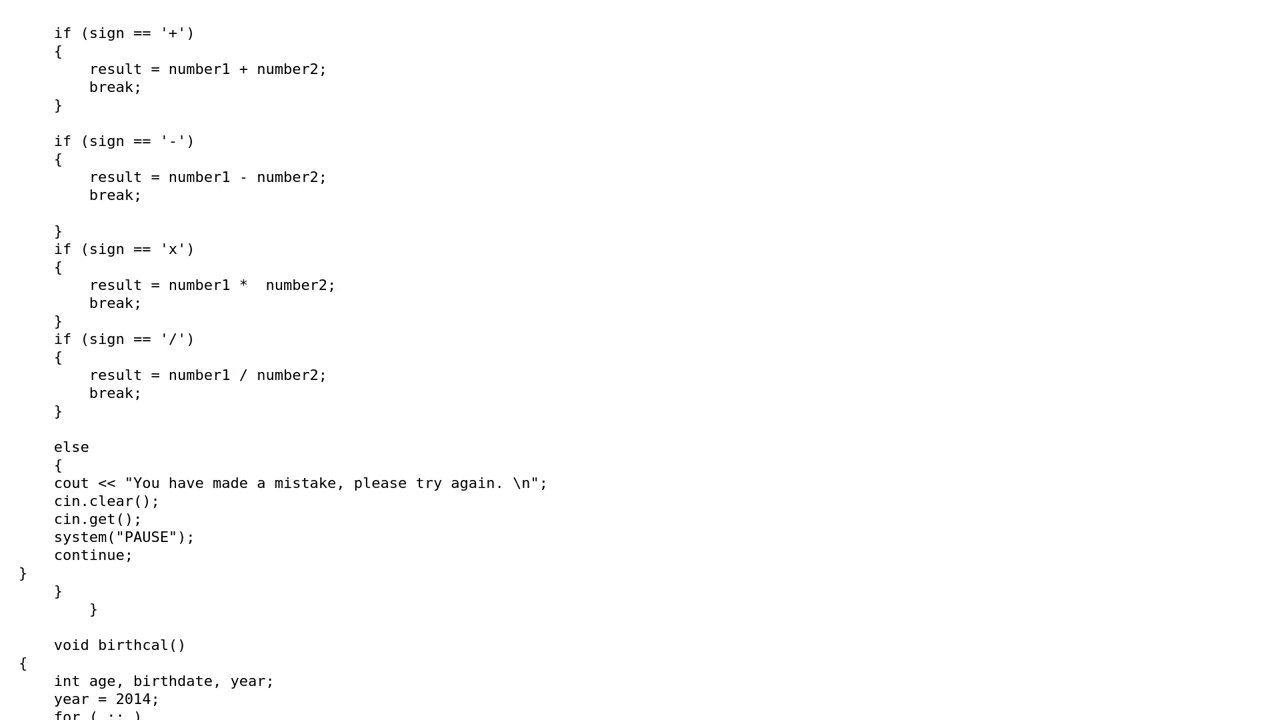 if (sign == '+')
    {
        result = number1 + number2;
        break;
    }

    if (sign == '-')
    {
        result = number1 - number2;
        break;

    }
    if (sign == 'x')
    {
        result = number1 *  number2;
        break;
    }
    if (sign == '/')
    {
        result = number1 / number2;
        break;
    }

    else
    {
    cout << "You have made a mistake, please try again. \n";
    cin.clear();
    cin.get();
    system("PAUSE");
    continue;
}
    }
        }

    void birthcal()
{
    int age, birthdate, year;
    year = 2014;
    for ( ;; )